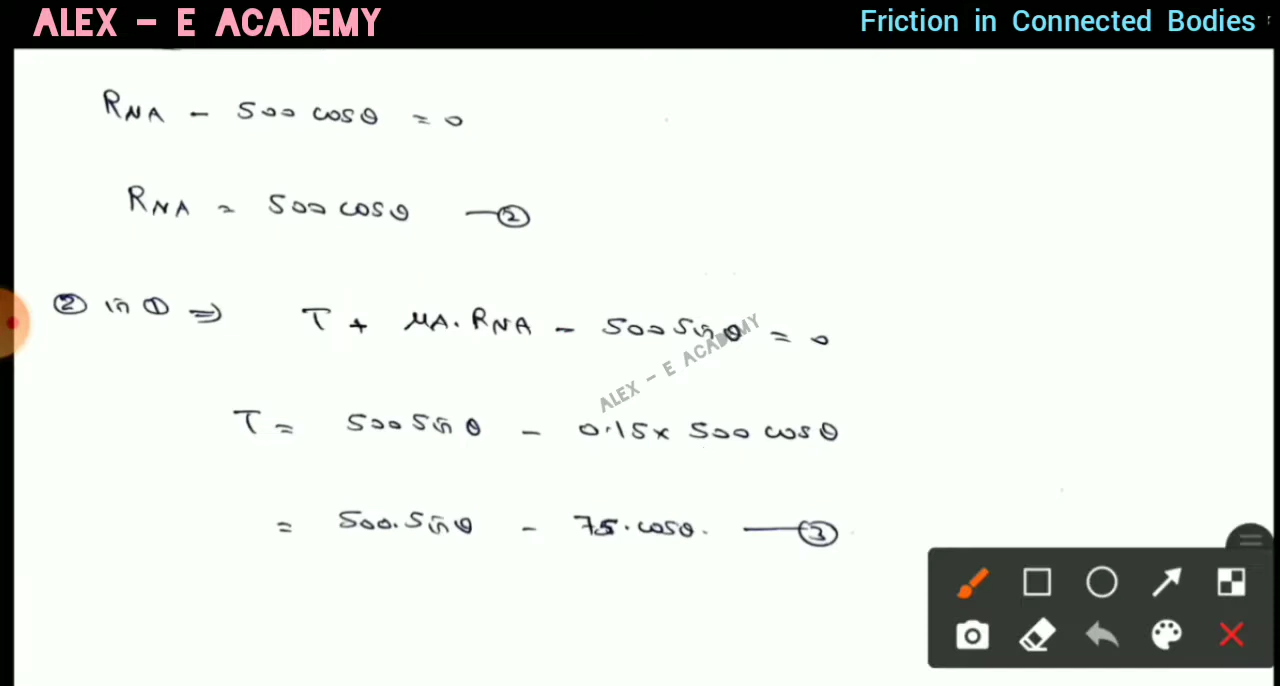 ALEX - E ACADEMY
Friction in Connected Bodies
RNA - 500 cosθ = 0
RNA = 500 cosθ —②
② in ① ⇒ T + μA. RNA - 500 sinθ = 0
ALEX - E ACADEMY
T = 500 sinθ - 0.15× 500 cosθ
= 500. sinθ - 75. cosθ. —③